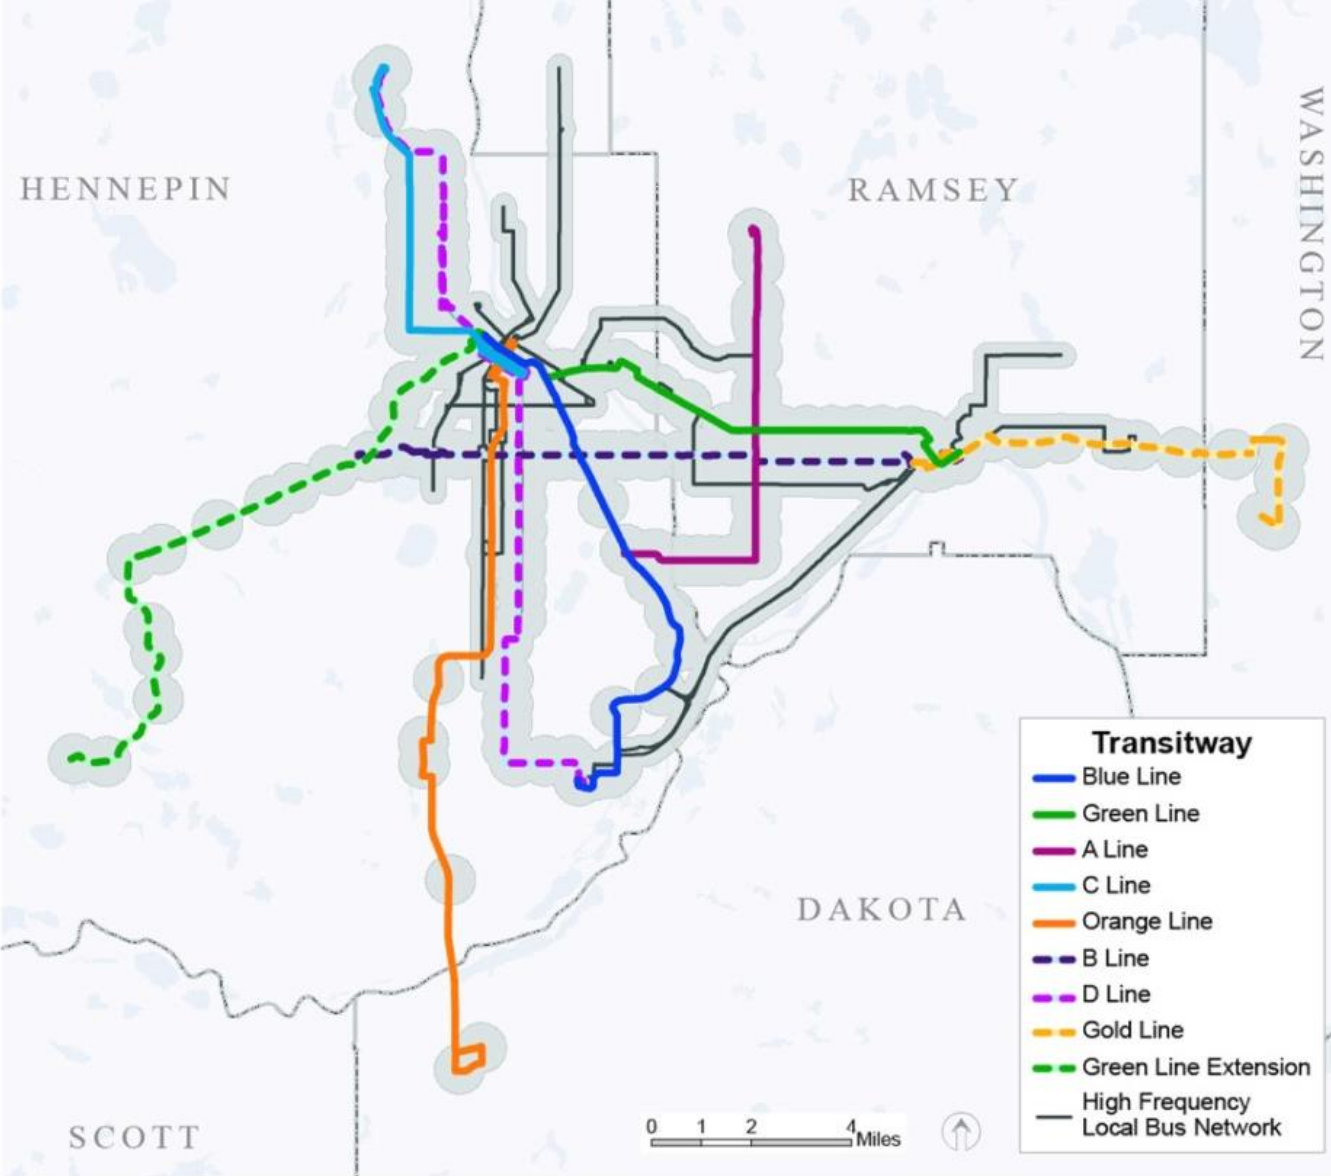 HENNEPIN
RAMSEY
WASHINGTON
DAKOTA
SCOTT
Transitway
Blue Line
Green Line
A Line
C Line
Orange Line
B Line
D Line
Gold Line
Green Line Extension
High Frequency
Local Bus Network
0 1 2 4
Miles